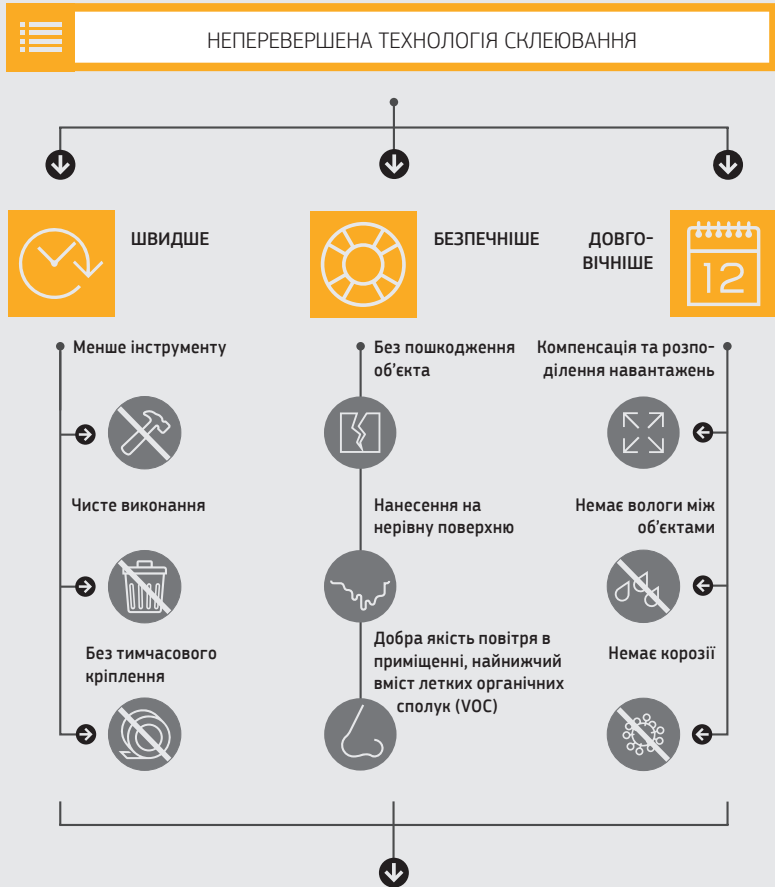 НЕПЕРЕВЕРШЕНА ТЕХНОЛОГІЯ СКЛЕЮВАННЯ
ШВИДШЕ
Менше інструменту
Чисте виконання
Без тимчасового
кріплення
БЕЗПЕЧНІШЕ
Без пошкодження
об’єкта
Нанесення на
нерівну поверхню
Добра якість повітря в
приміщенні, найнижчий
вміст летких органічних
сполук (VOC)
ДОВГО-
ВІЧНІШЕ
12
Компенсація та розпо-
ділення навантажень
Немає вологи між
об’єктами
Немає корозії